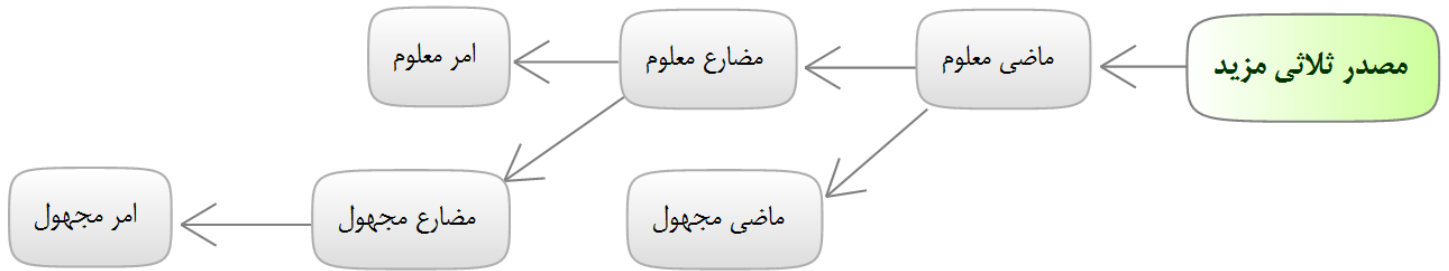 مصدر ثلاثی مزید
ماضی معلوم
مضارع معلوم
امر معلوم
ماضی مجهول
مضارع مجهول
امر مجهول